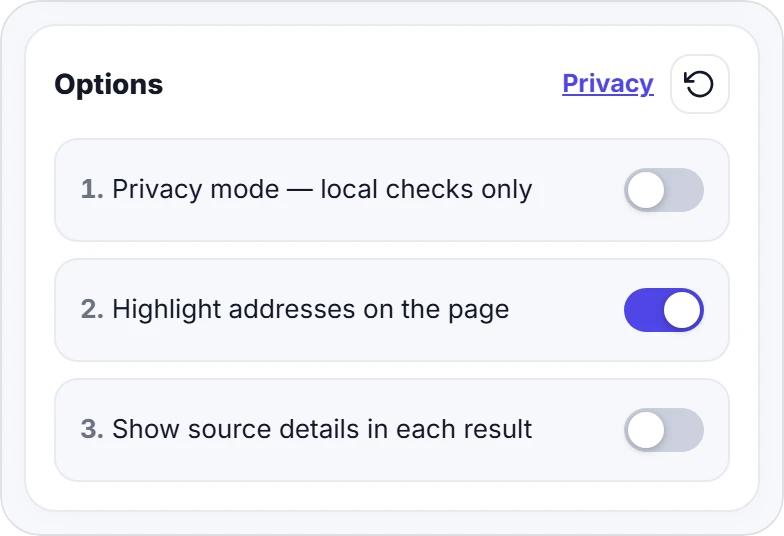 Options Privacy
1. Privacy mode — local checks only
2. Highlight addresses on the page
3. Show source details in each result